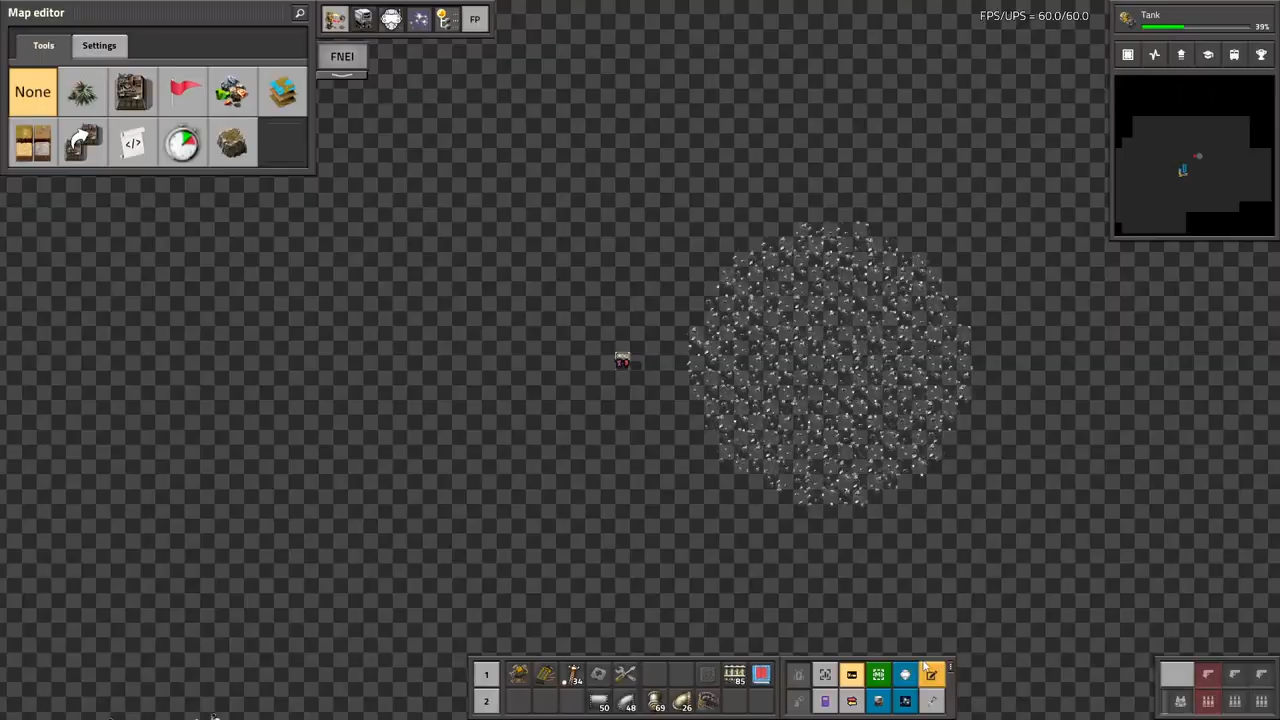 Map editor
Tools Settings
None
FP
FNEI
FPS/UPS = 60.0/60.0
Tank
39%
1
34
85
2
50 48 69 26